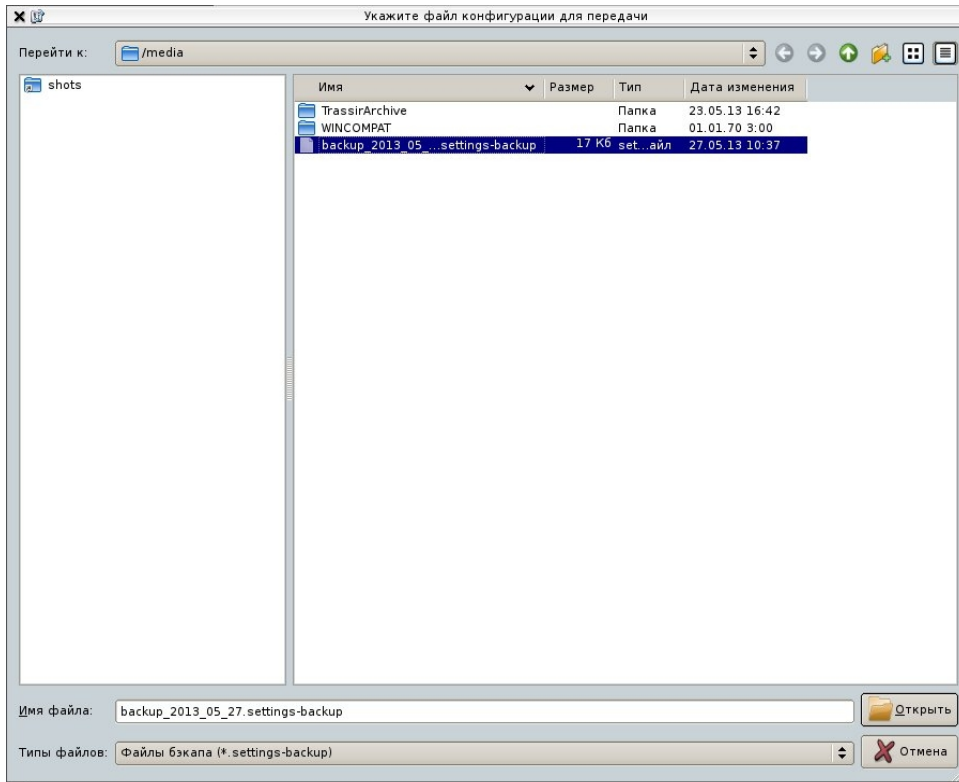 Укажите файл конфигурации для передачи
Перейти к: /media
shots
Имя Размер Тип Дата изменения
TrassirArchive Папка 23.05.13 16:42
WINCOMPAT Папка 01.01.70 3:00
backup_2013_05_...settings-backup 17 Кб set...айл 27.05.13 10:37
Имя файла: backup_2013_05_27.settings-backup Открыть
Типы файлов: Файлы бэкапа (*.settings-backup) Отмена